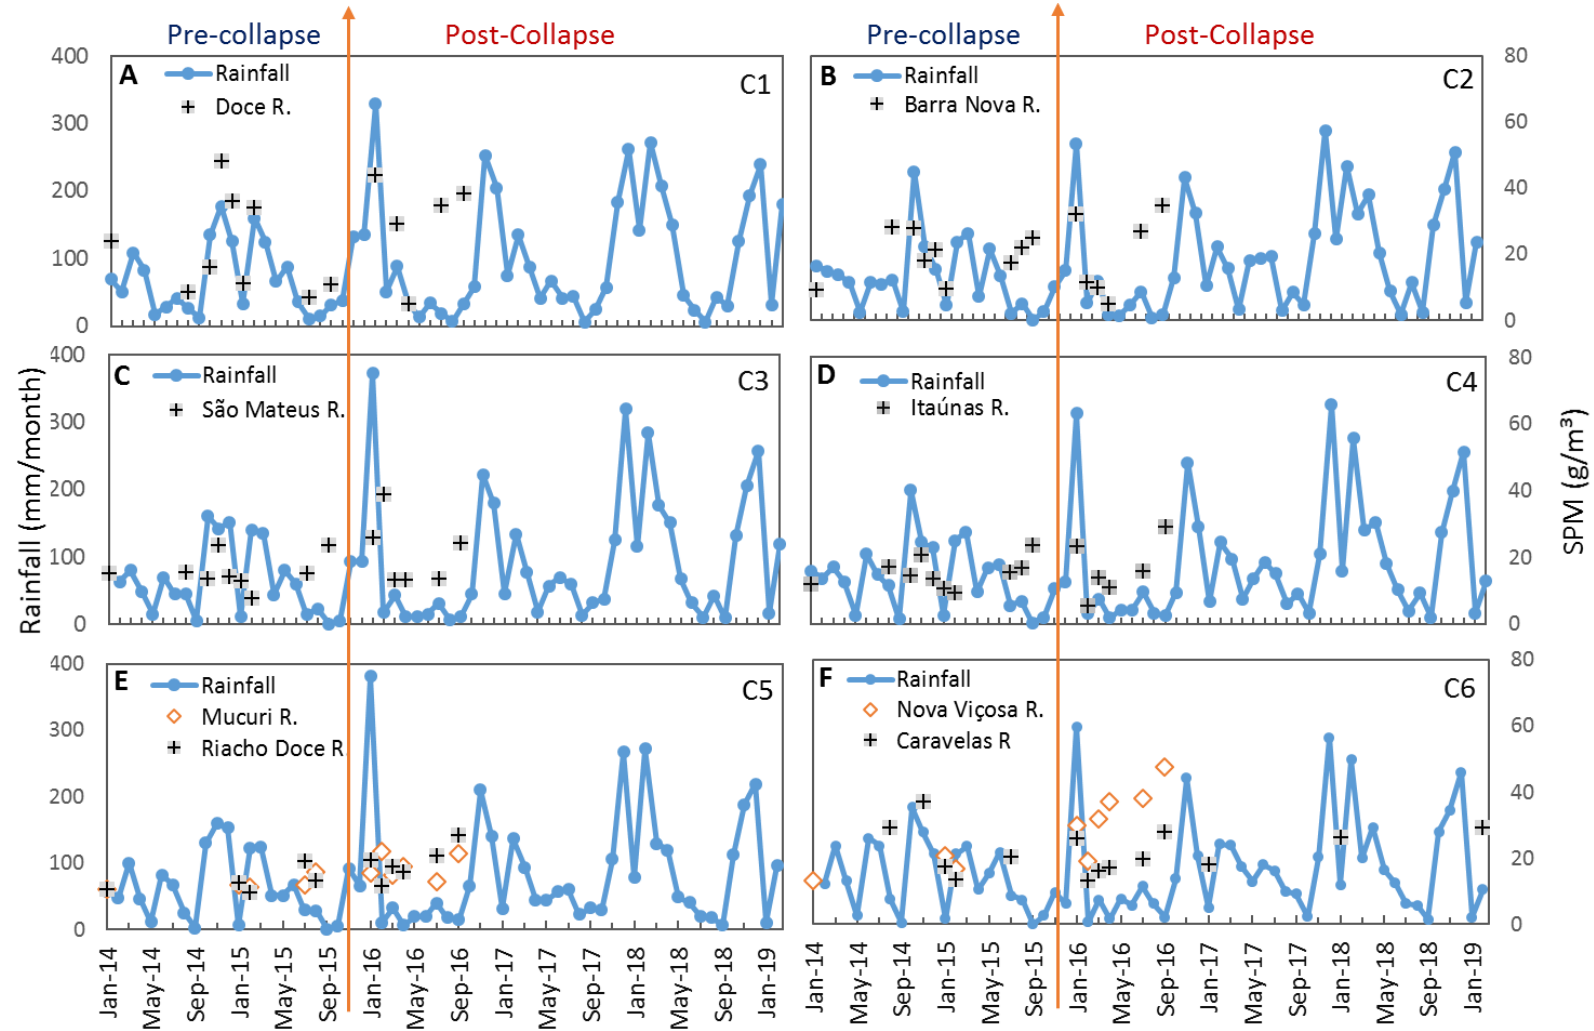 Pre-collapse Post-Collapse Pre-collapse Post-Collapse
400 A Rainfall C1 B Rainfall C2 80
Doce R. Barra Nova R.
300 60
200 40
100 20
0 0
400 C Rainfall C3 D Rainfall C4 80
São Mateus R. Itaúnas R.
300 60
200 40
100 20
0 0
Rainfall (mm/month)
SPM (g/m³)
400 E Rainfall C5 F Rainfall C6 80
Mucuri R. Nova Viçosa R.
Riacho Doce R Caravelas R
300 60
200 40
100 20
0 0
Jan-14 May-14 Sep-14 Jan-15 May-15 Sep-15 Jan-16 May-16 Sep-16 Jan-17 May-17 Sep-17 Jan-18 May-18 Sep-18 Jan-19
Jan-14 May-14 Sep-14 Jan-15 May-15 Sep-15 Jan-16 May-16 Sep-16 Jan-17 May-17 Sep-17 Jan-18 May-18 Sep-18 Jan-19